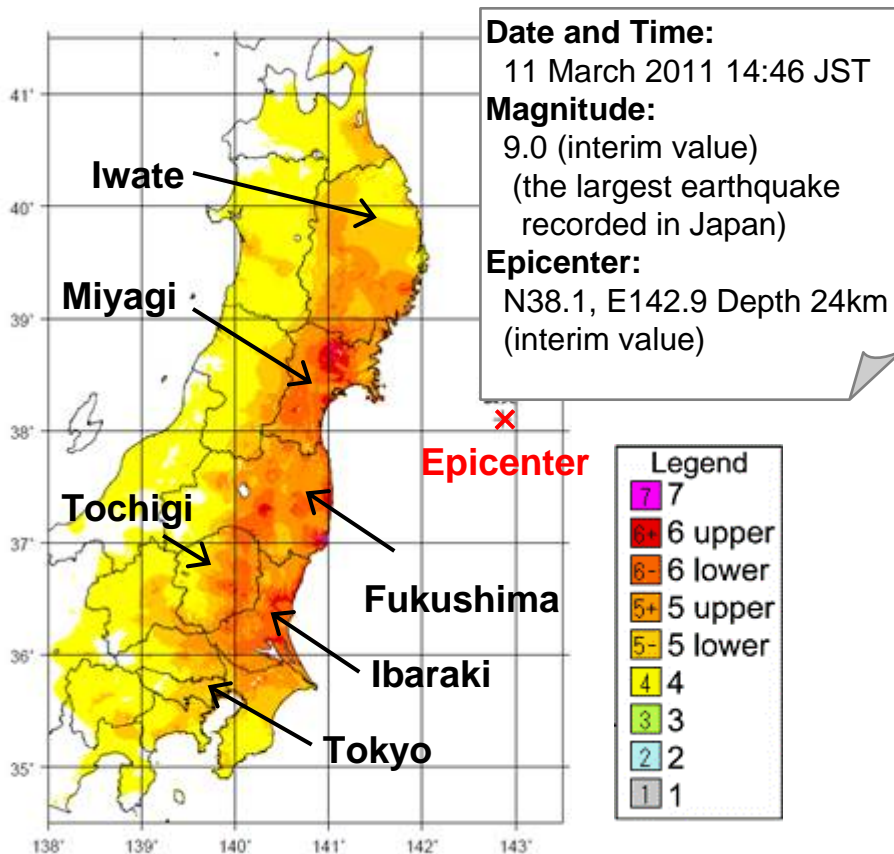 Date and Time:
11 March 2011 14:46 JST
Magnitude:
9.0 (interim value)
(the largest earthquake
recorded in Japan)
Epicenter:
N38.1, E142.9 Depth 24km
(interim value)
41°
40°
39°
38°
37°
36°
35°
138°
139°
140°
141°
142°
143°
Iwate
Miyagi
Epicenter
Tochigi
Fukushima
Ibaraki
Tokyo
Legend
7 7
6+ 6 upper
6- 6 lower
5+ 5 upper
5- 5 lower
4 4
3 3
2 2
1 1